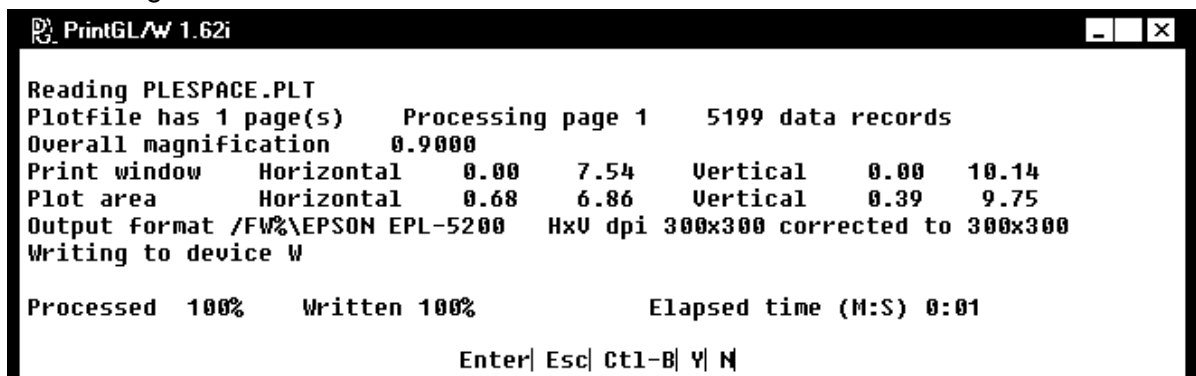 PrintGL/W 1.62i
Reading PLESPACE.PLT
Plotfile has 1 page(s) Processing page 1 5199 data records
Overall magnification 0.9000
Print window Horizontal 0.00 7.54 Vertical 0.00 10.14
Plot area Horizontal 0.68 6.86 Vertical 0.39 9.75
Output format /FW%\EPSON EPL-5200 HxV dpi 300x300 corrected to 300x300
Writing to device W
Processed 100% Written 100% Elapsed time (M:S) 0:01
Enter| Esc| Ctl-B| Y| N|